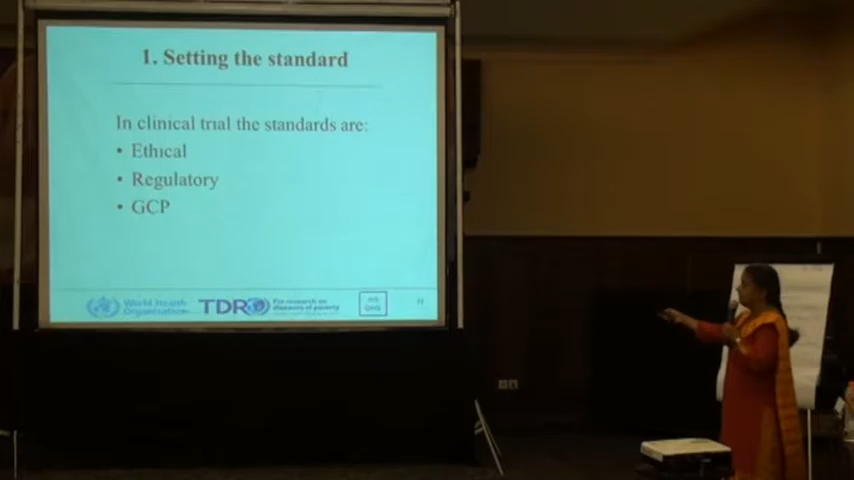 1. Setting the standard
In clinical trial the standards are:
• Ethical
• Regulatory
• GCP
World Health
Organization
TDR
For research on
diseases of poverty